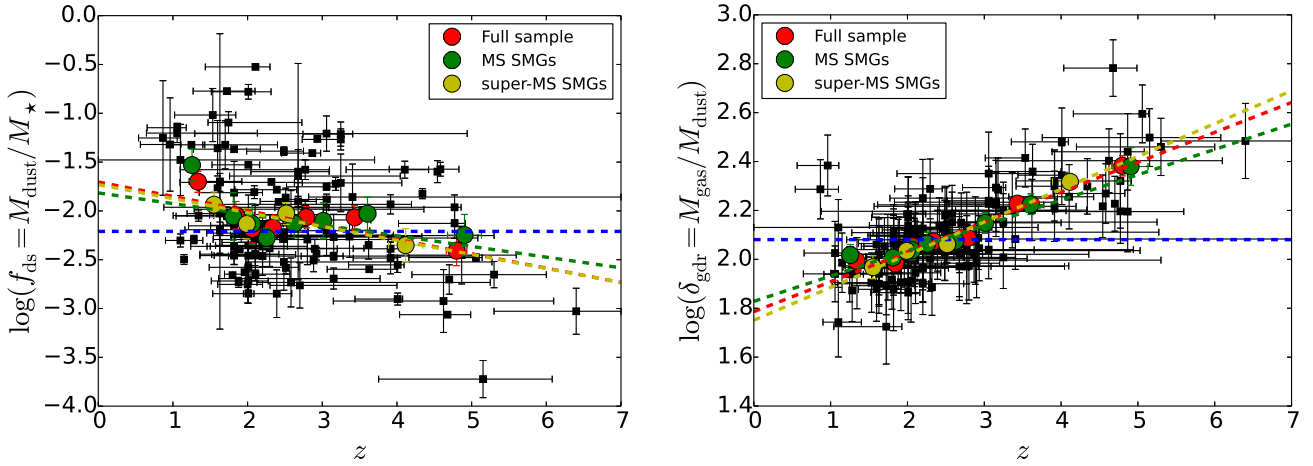 0.0
−0.5
−1.0
−1.5
−2.0
−2.5
−3.0
−3.5
−4.0
log(f_ds = M_dust/M_⋆)
Full sample
MS SMGs
super-MS SMGs
0 1 2 3 4 5 6 7
z
3.0
2.8
2.6
2.4
2.2
2.0
1.8
1.6
1.4
log(δ_gdr = M_gas/M_dust)
Full sample
MS SMGs
super-MS SMGs
0 1 2 3 4 5 6 7
z